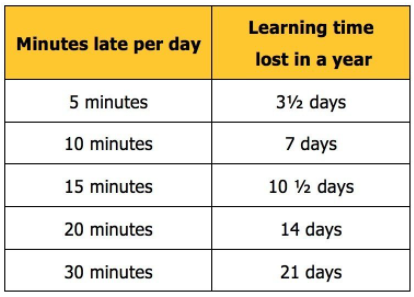 Minutes late per day
Learning time
lost in a year
5 minutes
3½ days
10 minutes
7 days
15 minutes
10 ½ days
20 minutes
14 days
30 minutes
21 days